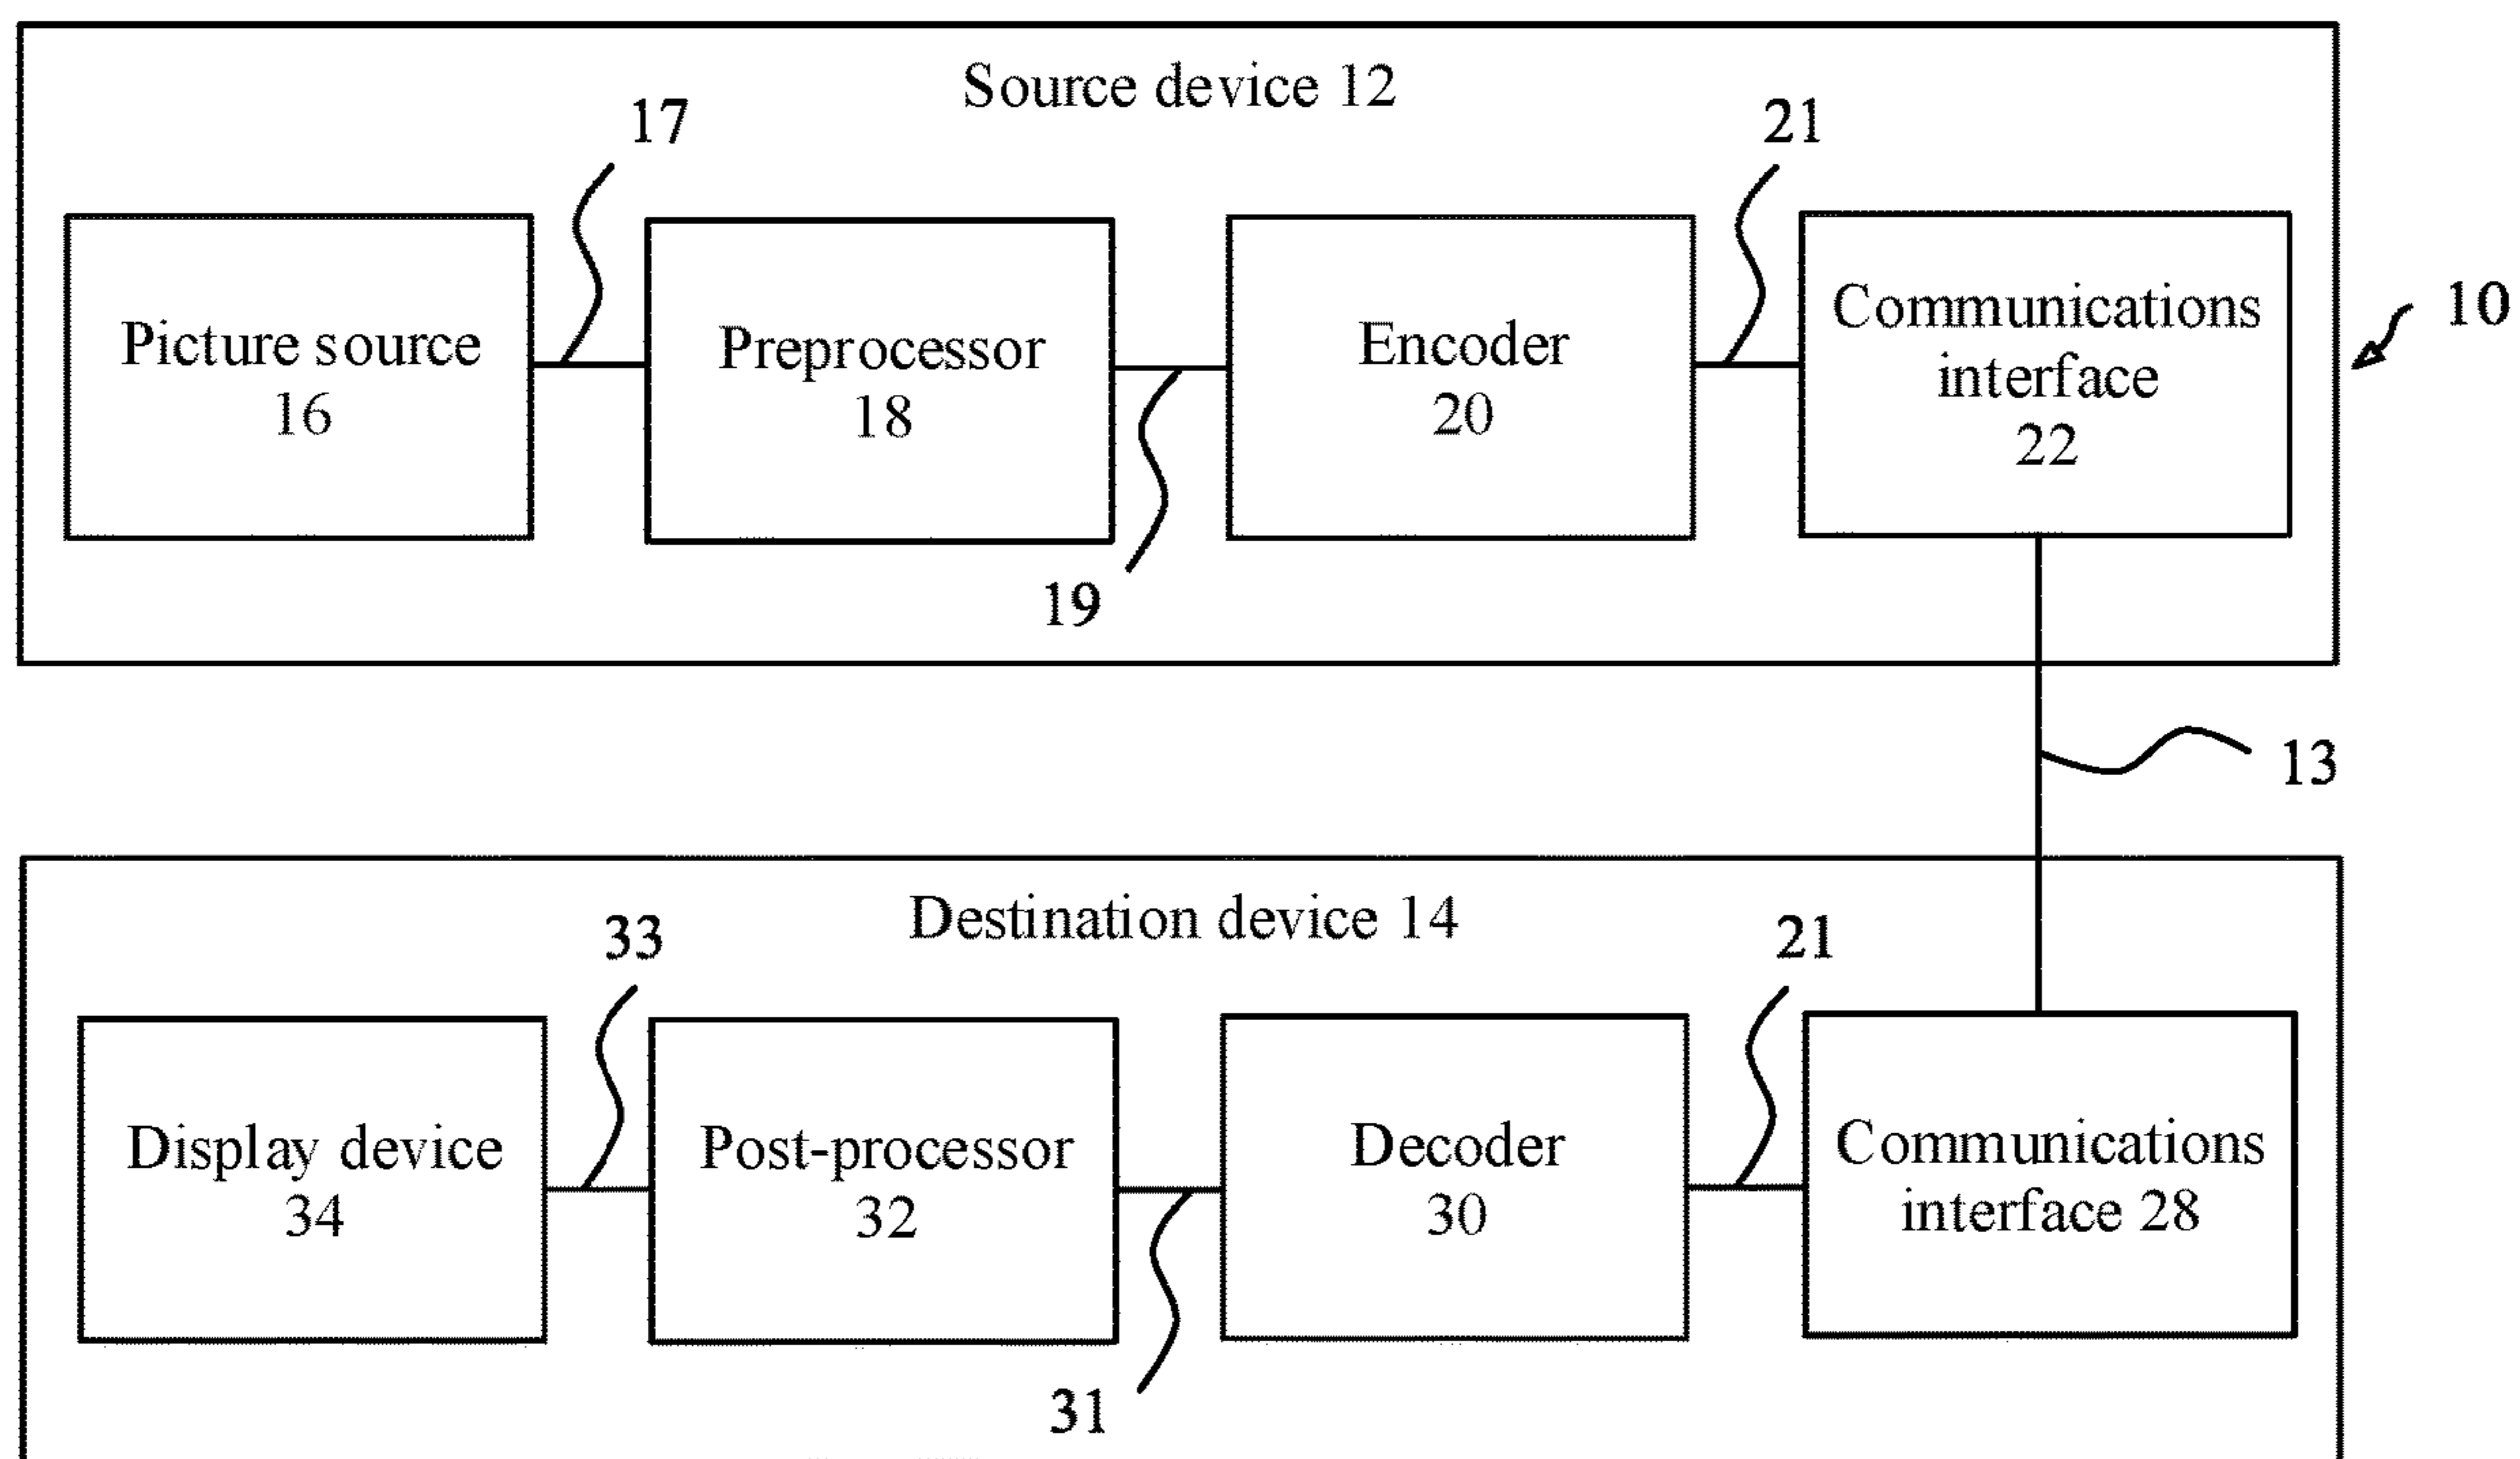 Source device 12
17
21
Picture source
16
Preprocessor
18
Encoder
20
Communications
interface
22
10
19
13
Destination device 14
33
21
Display device
34
Post-processor
32
Decoder
30
Communications
interface 28
31